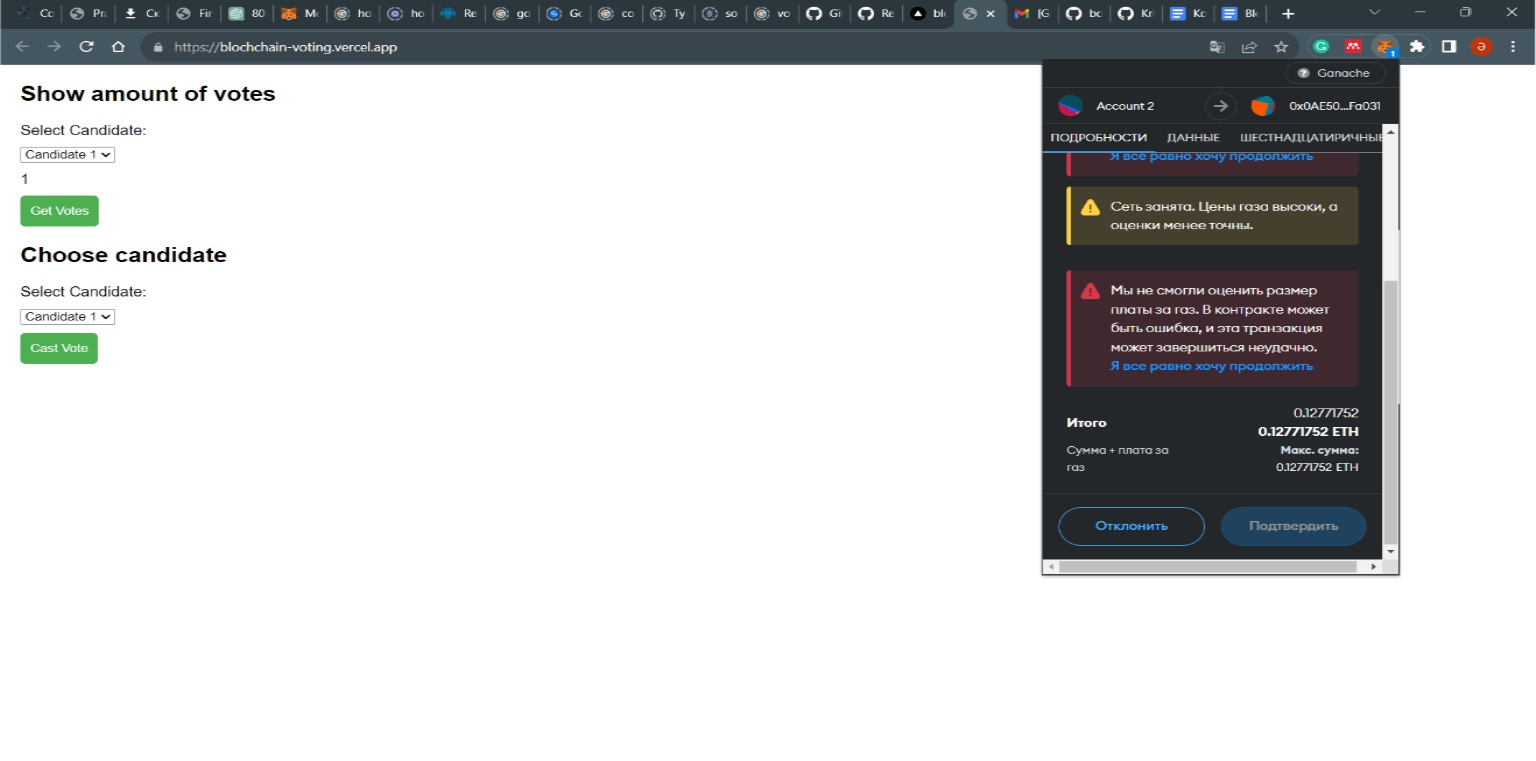 Co Pra Ск Fir 80 Me ho ho Re go Go co Ty so vo Gi Re blo [G bc Kr Ko Blo
https://blochchain-voting.vercel.app
Ganache
Show amount of votes
Select Candidate:
Candidate 1
1
Get Votes
Choose candidate
Select Candidate:
Candidate 1
Cast Vote
Account 2
0x0AE50...Fa031
ПОДРОБНОСТИ ДАННЫЕ ШЕСТНАДЦАТИРИЧНЫЕ
Я все равно хочу продолжить
Сеть занята. Цены газа высоки, а
оценки менее точны.
Мы не смогли оценить размер
платы за газ. В контракте может
быть ошибка, и эта транзакция
может завершиться неудачно.
Я все равно хочу продолжить
0.12771752
Итого
0.12771752 ETH
Сумма + плата за
газ
Макс. сумма:
0.12771752 ETH
Отклонить
Подтвердить